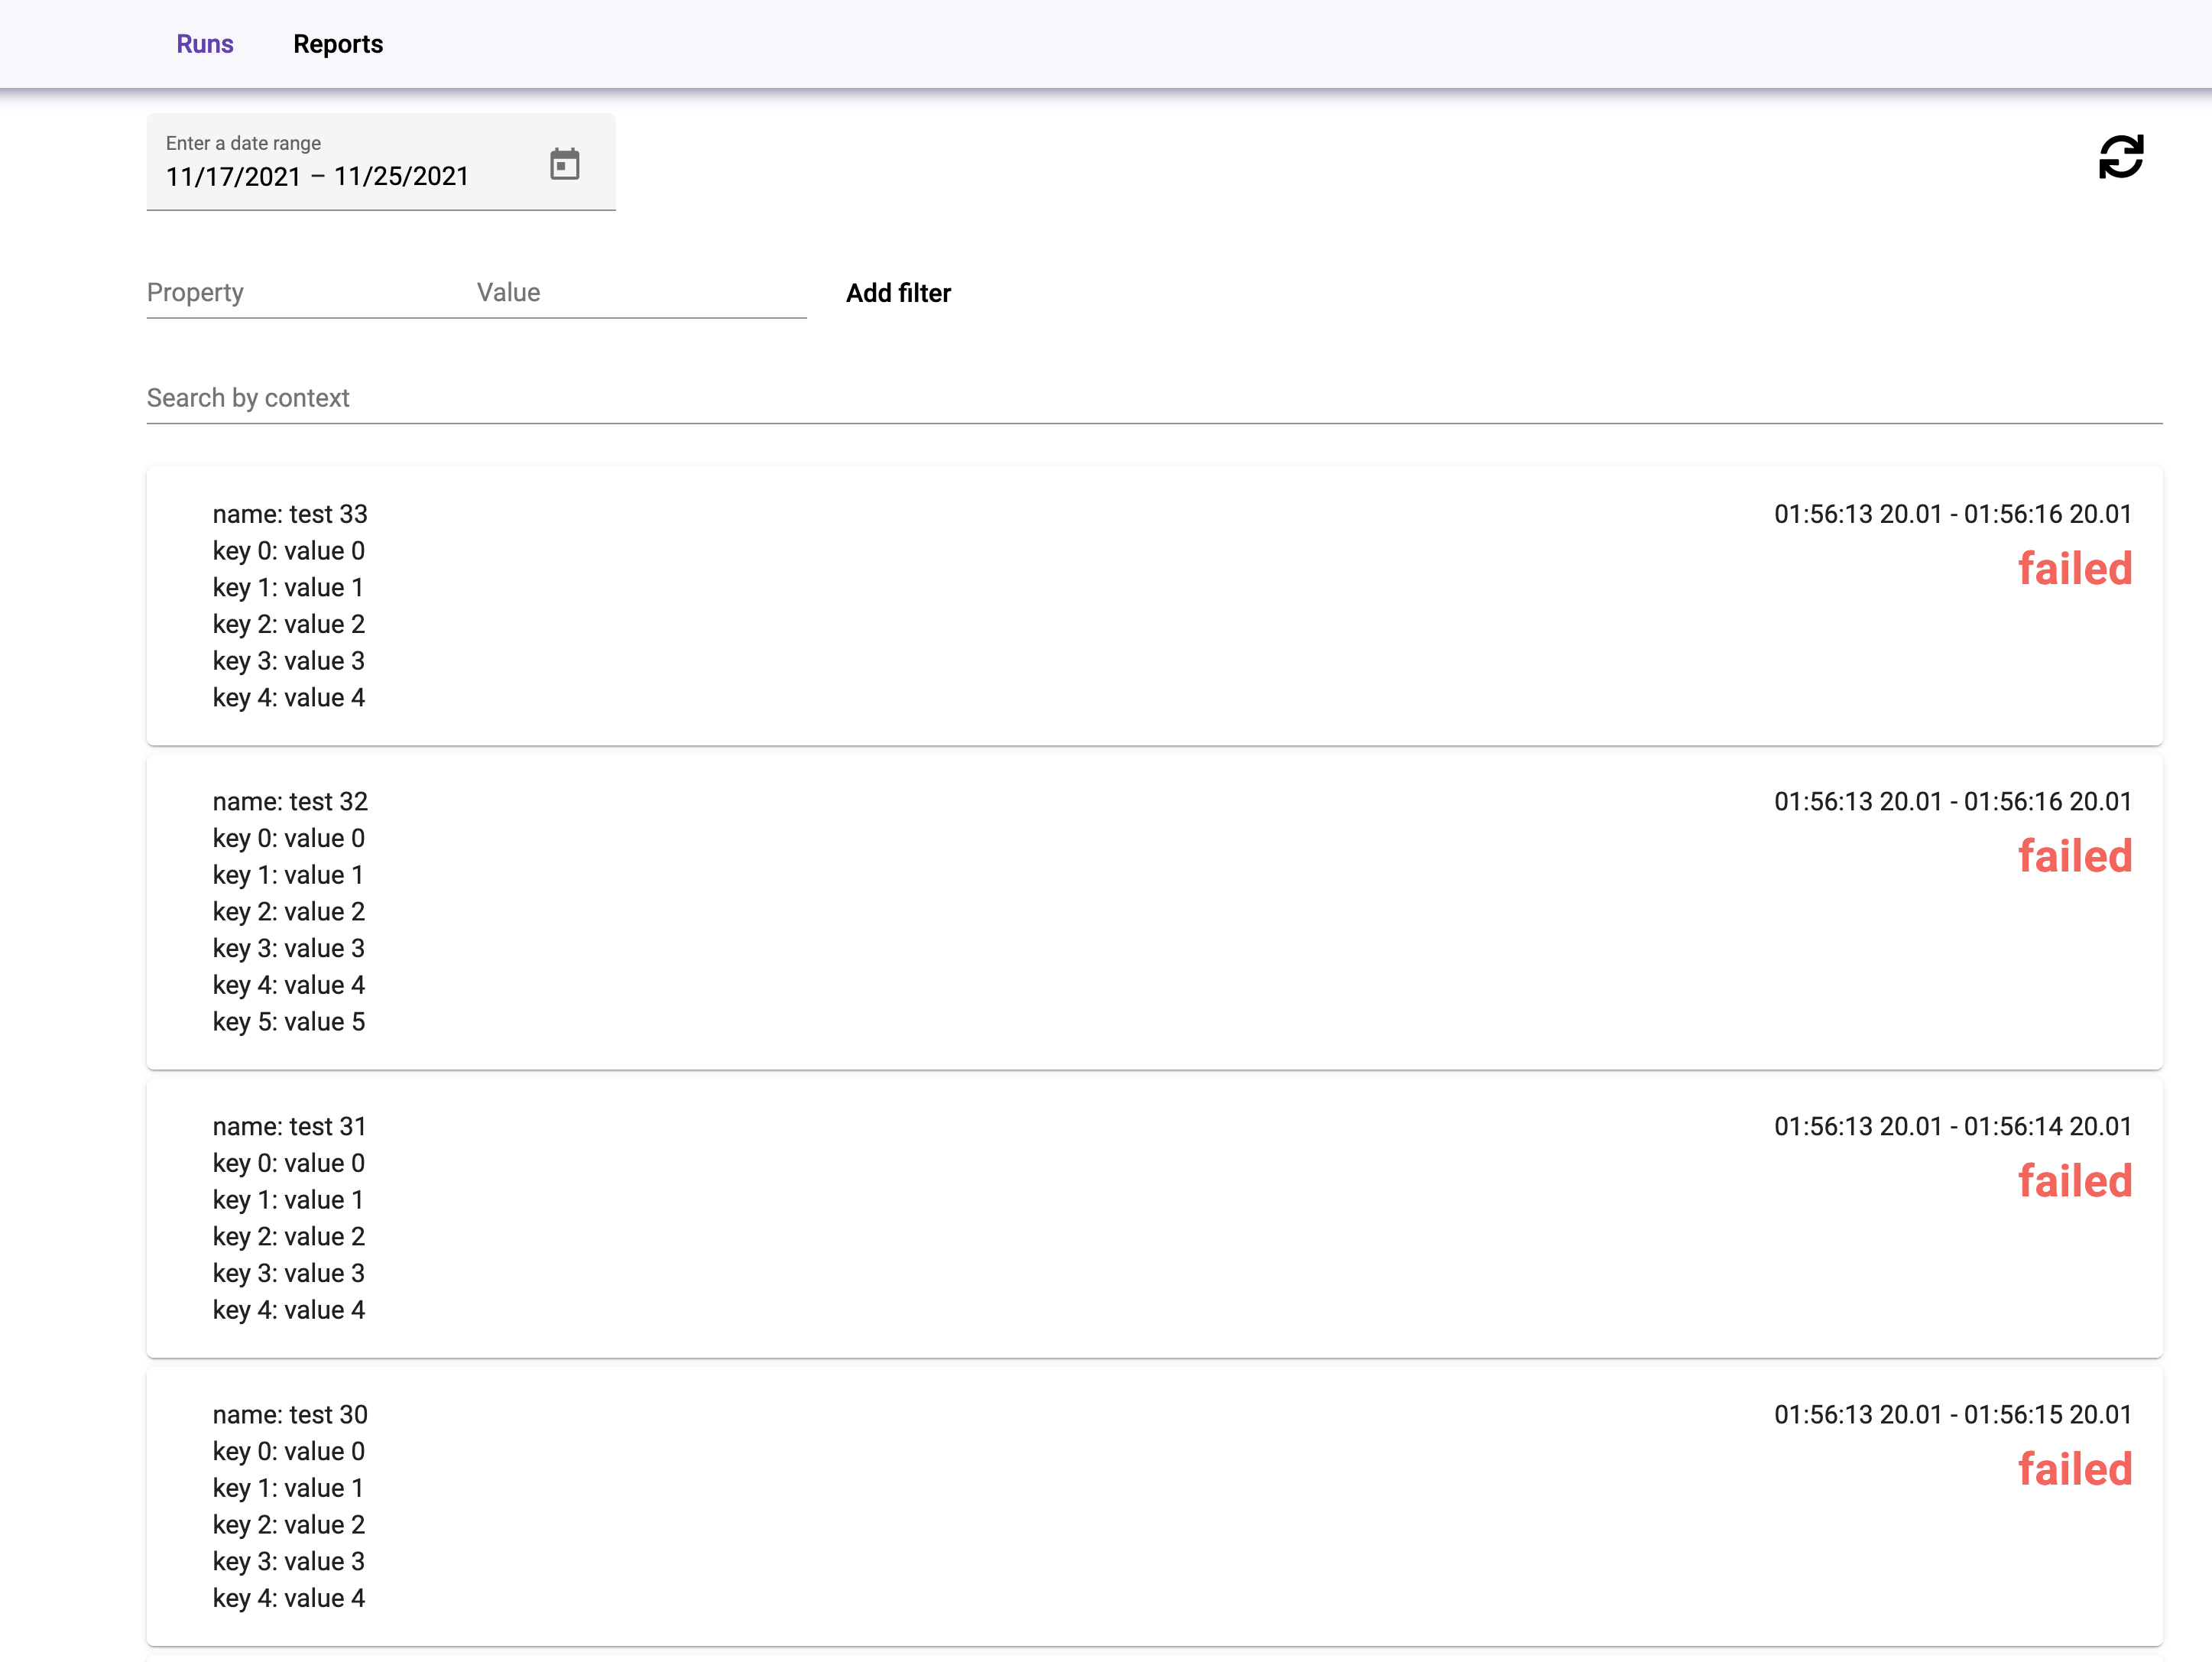 Runs Reports
Enter a date range
11/17/2021 – 11/25/2021
Property Value Add filter
Search by context
name: test 33 01:56:13 20.01 - 01:56:16 20.01
key 0: value 0 failed
key 1: value 1
key 2: value 2
key 3: value 3
key 4: value 4
name: test 32 01:56:13 20.01 - 01:56:16 20.01
key 0: value 0 failed
key 1: value 1
key 2: value 2
key 3: value 3
key 4: value 4
key 5: value 5
name: test 31 01:56:13 20.01 - 01:56:14 20.01
key 0: value 0 failed
key 1: value 1
key 2: value 2
key 3: value 3
key 4: value 4
name: test 30 01:56:13 20.01 - 01:56:15 20.01
key 0: value 0 failed
key 1: value 1
key 2: value 2
key 3: value 3
key 4: value 4